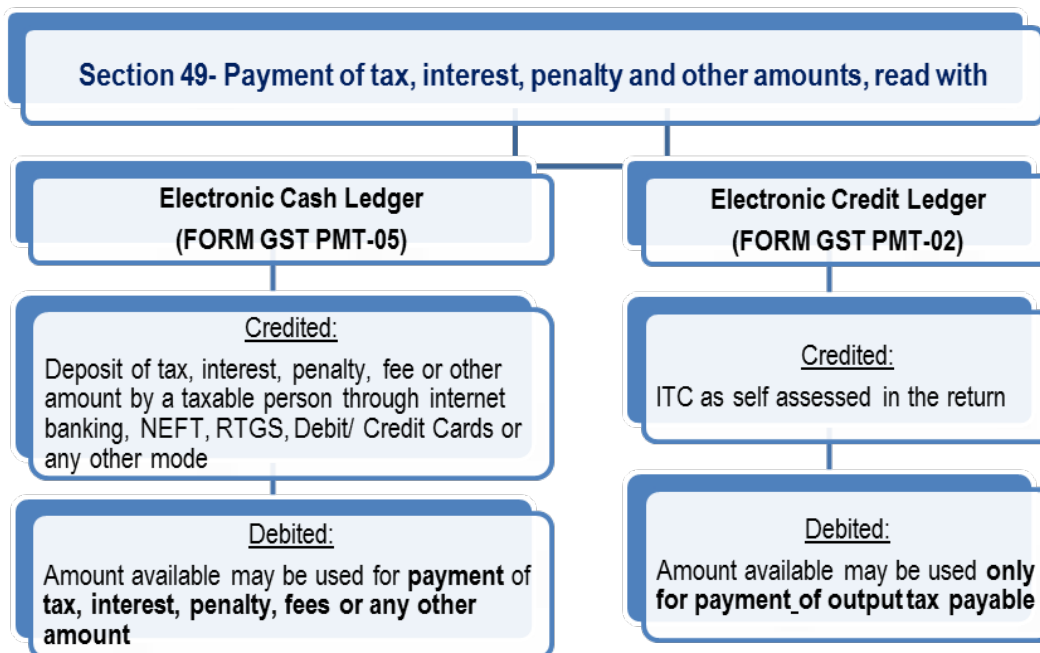 Section 49- Payment of tax, interest, penalty and other amounts, read with
Electronic Cash Ledger
(FORM GST PMT-05)
Credited:
Deposit of tax, interest, penalty, fee or other
amount by a taxable person through internet
banking, NEFT, RTGS, Debit/ Credit Cards or
any other mode
Debited:
Amount available may be used for payment of
tax, interest, penalty, fees or any other
amount
Electronic Credit Ledger
(FORM GST PMT-02)
Credited:
ITC as self assessed in the return
Debited:
Amount available may be used only
for payment of output tax payable